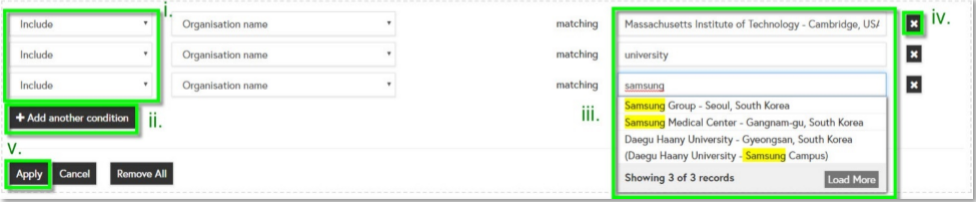 i.
Include Organisation name matching Massachusetts Institute of Technology - Cambridge, US iv.
Include Organisation name matching university
Include Organisation name matching samsung
+ Add another condition ii. iii. Samsung Group - Seoul, South Korea
Samsung Medical Center - Gangnam-gu, South Korea
Daegu Haany University - Gyeongsan, South Korea
(Daegu Haany University - Samsung Campus)
v.
Apply Cancel Remove All Showing 3 of 3 records Load More